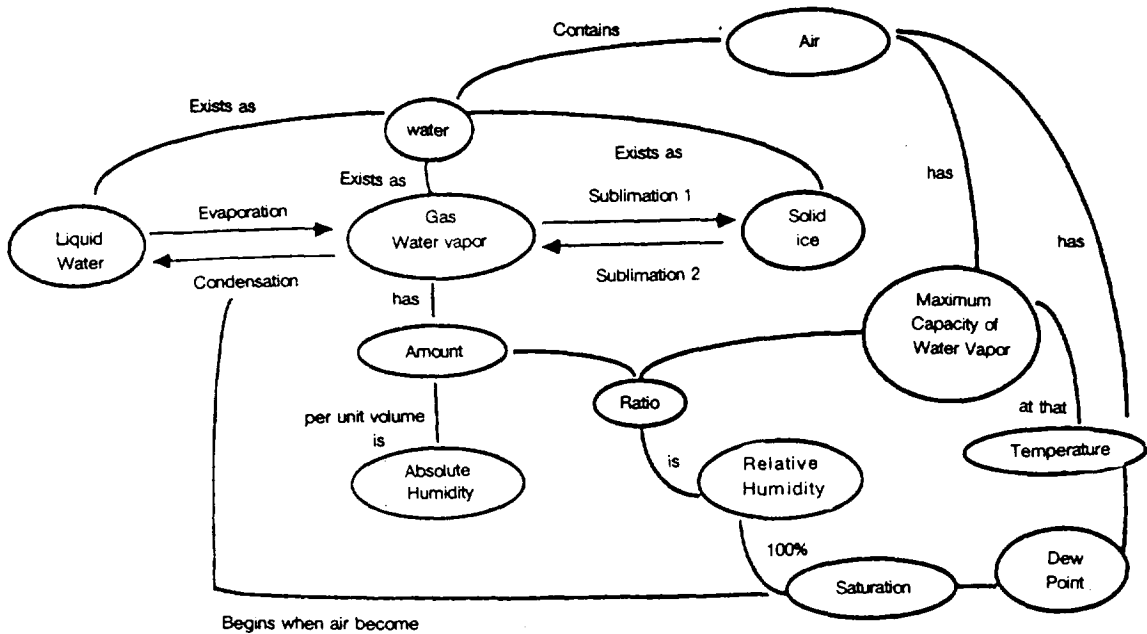 Contains
Air
Exists as
water
Exists as
Exists as
has
Evaporation
Gas
Water vapor
Sublimation 1
Solid
ice
Liquid
Water
has
Condensation
Sublimation 2
has
Maximum
Capacity of
Water Vapor
Amount
Ratio
at that
per unit volume
is
Temperature
Absolute
Humidity
is
Relative
Humidity
100%
Dew
Point
Saturation
Begins when air become